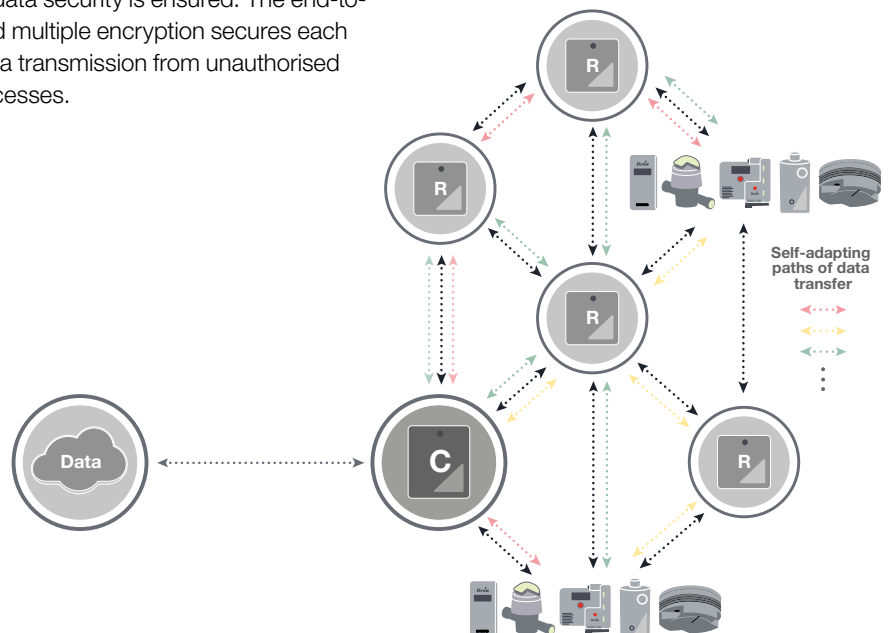 data security is ensured. The end-to-
d multiple encryption secures each
a transmission from unauthorised
cesses.
R
R
Self-adapting
paths of data
transfer
R
Data
C
R